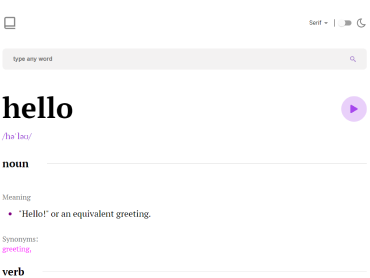 Serif
type any word
hello
/həˈləʊ/
noun
Meaning
"Hello!" or an equivalent greeting.
Synonyms:
greeting,
verb